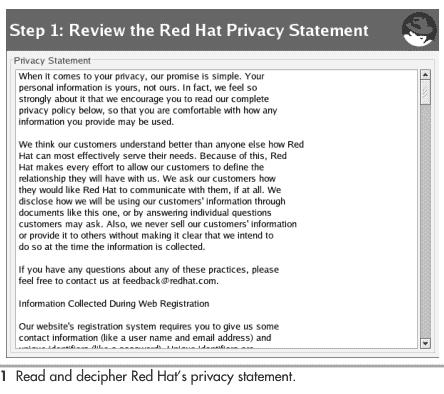 Step 1: Review the Red Hat Privacy Statement
Privacy Statement
When it comes to your privacy, our promise is simple. Your
personal information is yours, not ours. In fact, we feel so
strongly about it that we encourage you to read our complete
privacy policy below, so that you are comfortable with how any
information you provide may be used.
We think our customers understand better than anyone else how Red
Hat can most effectively serve their needs. Because of this, Red
Hat makes every effort to allow our customers to define the
relationship they will have with us. We ask our customers how
they would like Red Hat to communicate with them, if at all. We
disclose how we will be using our customers' information through
documents like this one, or by answering individual questions
customers may ask. Also, we never sell our customers' information
or provide it to others without making it clear that we intend to
do so at the time the information is collected.
If you have any questions about any of these practices, please
feel free to contact us at feedback@redhat.com.
Information Collected During Web Registration
Our website's registration system requires you to give us some
contact information (like a user name and email address) and
1 Read and decipher Red Hat's privacy statement.